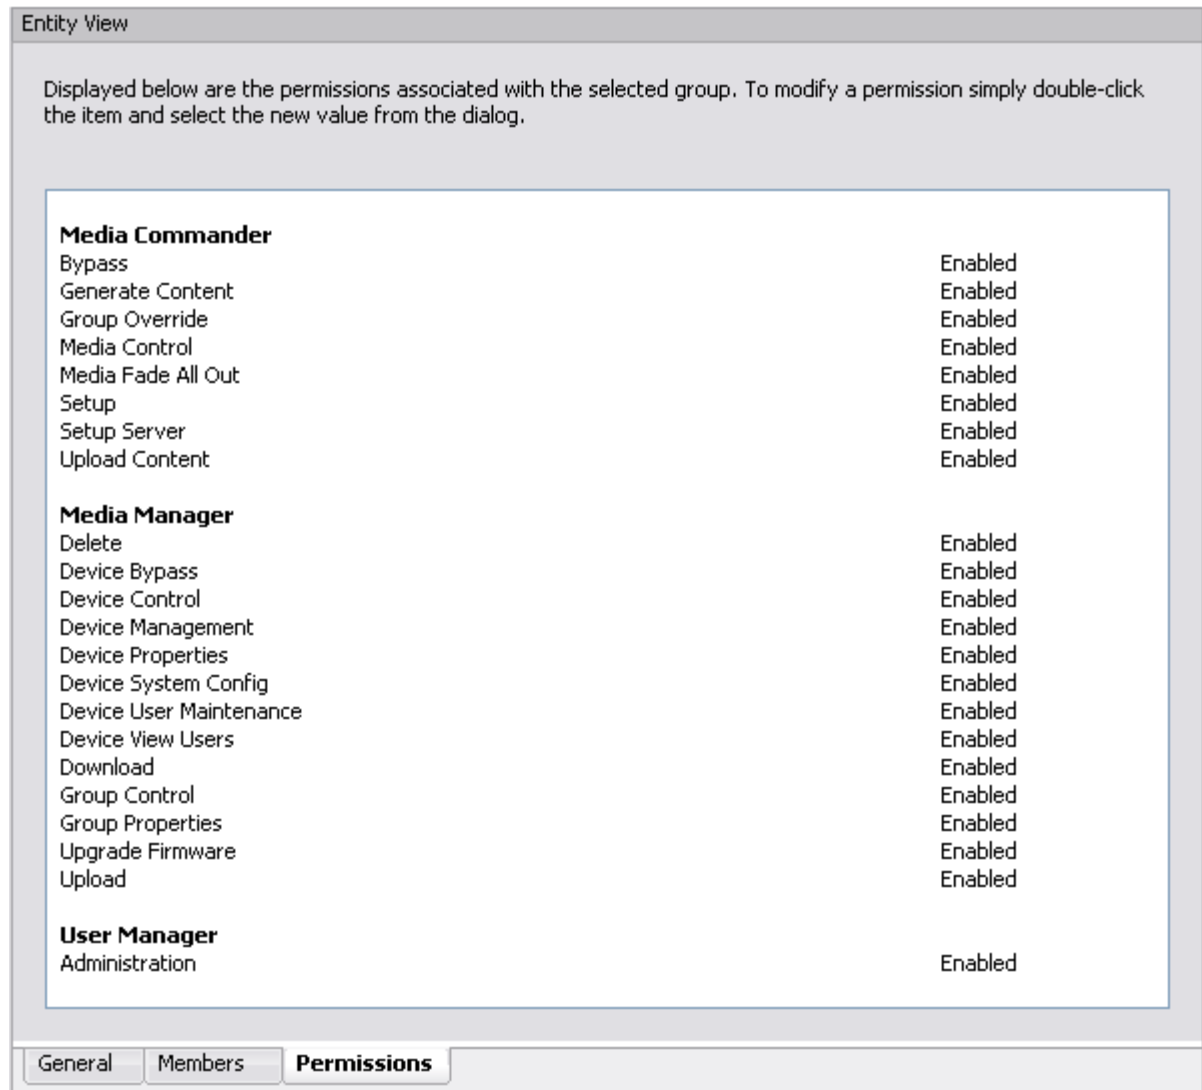 Entity View
Displayed below are the permissions associated with the selected group. To modify a permission simply double-click
the item and select the new value from the dialog.
Media Commander
Bypass Enabled
Generate Content Enabled
Group Override Enabled
Media Control Enabled
Media Fade All Out Enabled
Setup Enabled
Setup Server Enabled
Upload Content Enabled
Media Manager
Delete Enabled
Device Bypass Enabled
Device Control Enabled
Device Management Enabled
Device Properties Enabled
Device System Config Enabled
Device User Maintenance Enabled
Device View Users Enabled
Download Enabled
Group Control Enabled
Group Properties Enabled
Upgrade Firmware Enabled
Upload Enabled
User Manager
Administration Enabled
General Members Permissions